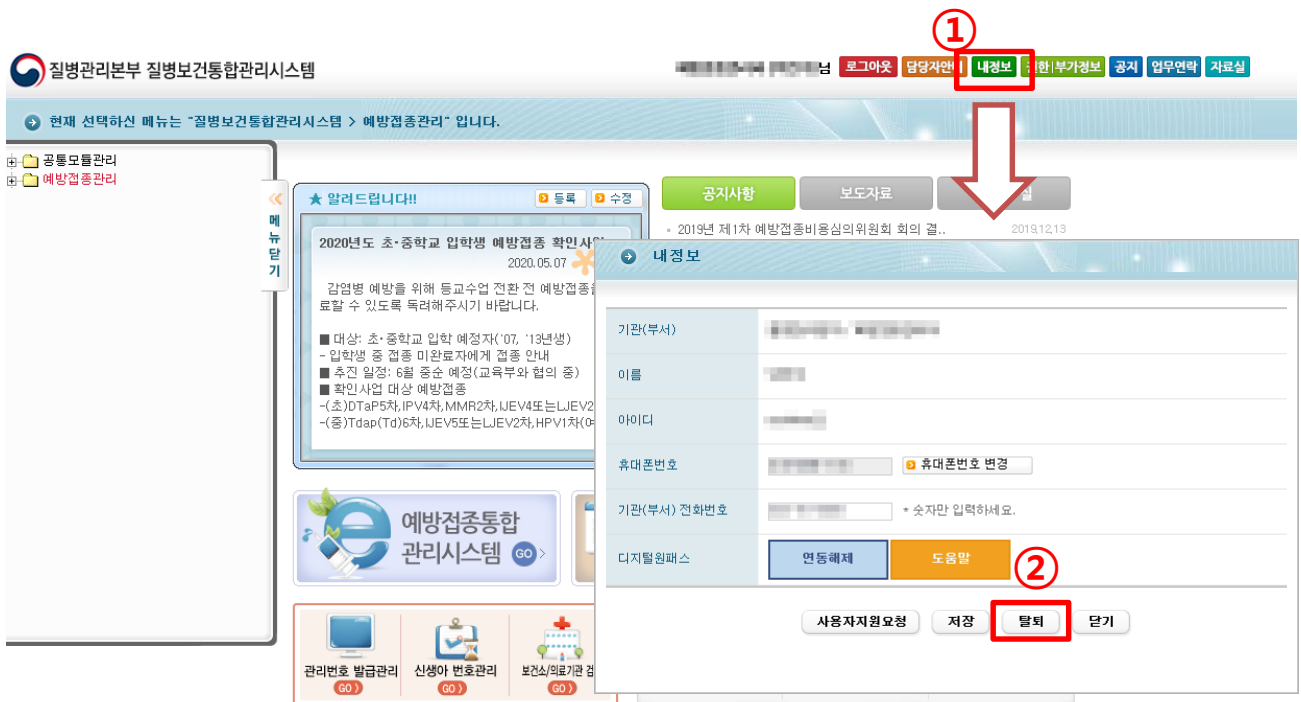 ①
질병관리본부 질병보건통합관리시스템
님 로그아웃 담당자안 내정보 한|부가정보 공지 업무연락 자료실
현재 선택하신 메뉴는 "질병보건통합관리시스템 > 예방접종관리" 입니다.
공통모듈관리
예방접종관리
메뉴닫기
★ 알려드립니다!! 등록 수정
2020년도 초·중학교 입학생 예방접종 확인사
2020.05.07
감염병 예방을 위해 등교수업 전환 전 예방접종을
료할 수 있도록 독려해주시기 바랍니다.
■ 대상: 초·중학교 입학 예정자('07, '13년생)
- 입학생 중 접종 미완료자에게 접종 안내
■ 추진 일정: 6월 중순 예정(교육부와 협의 중)
■ 확인사업 대상 예방접종
-(초)DTaP5차,IPV4차,MMR2차,IJEV4또는LJEV2
-(중)Tdap(Td)6차,IJEV5또는LJEV2차,HPV1차(여
공지사항 보도자료
2019년 제1차 예방접종비용심의위원회 회의 결.. 2019.12.13
예방접종통합
관리시스템 GO
관리번호 발급관리 신생아 번호관리 보건소/의료기관 검
GO GO GO
내정보
기관(부서)
이름
아이디
휴대폰번호 휴대폰번호 변경
기관(부서) 전화번호 * 숫자만 입력하세요.
디지털원패스 연동해제 도움말
②
사용자지원요청 저장 탈퇴 닫기